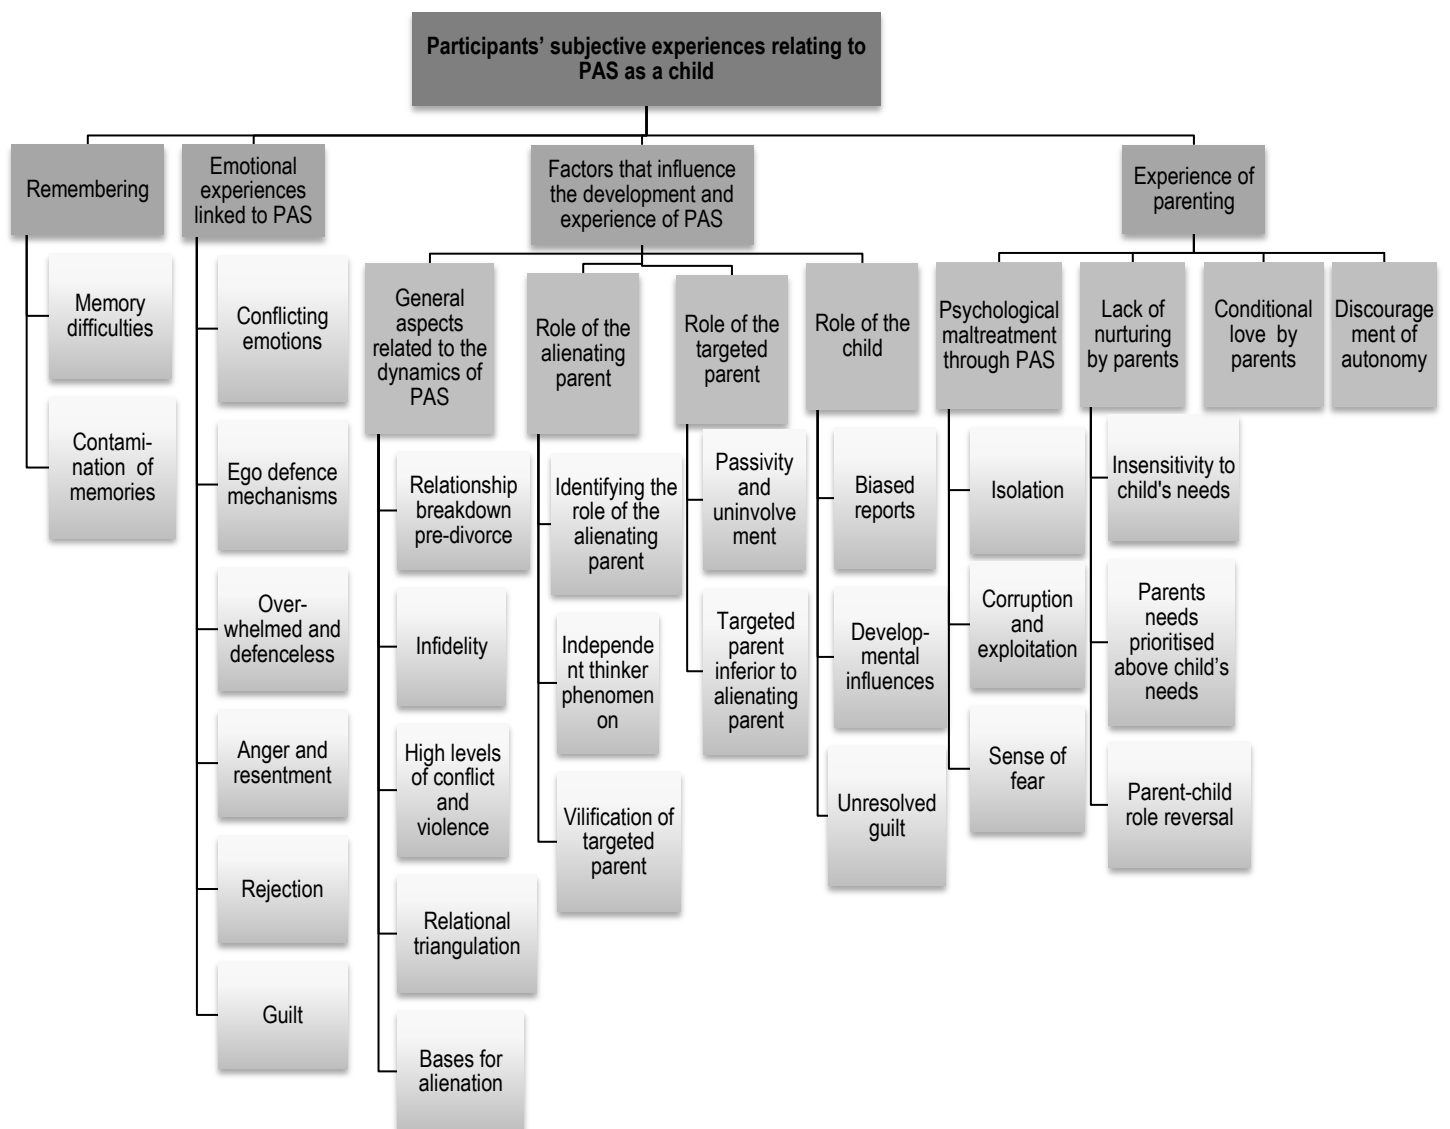 Participants’ subjective experiences relating to
PAS as a child
Remembering
Memory
difficulties
Contami-
nation of
memories
Emotional
experiences
linked to PAS
Conflicting
emotions
Ego defence
mechanisms
Over-
whelmed and
defenceless
Anger and
resentment
Rejection
Guilt
Factors that influence
the development and
experience of PAS
General
aspects
related to the
dynamics of
PAS
Relationship
breakdown
pre-divorce
Infidelity
High levels
of conflict
and
violence
Relational
triangulation
Bases for
alienation
Role of the
alienating
parent
Identifying the
role of the
alienating
parent
Independe
nt thinker
phenomen
on
Vilification of
targeted
parent
Role of the
targeted
parent
Passivity
and
uninvolve
ment
Targeted
parent
inferior to
alienating
parent
Role of the
child
Biased
reports
Develop-
mental
influences
Unresolved
guilt
Experience of
parenting
Psychological
maltreatment
through PAS
Isolation
Corruption
and
exploitation
Sense of
fear
Lack of
nurturing
by parents
Insensitivity to
child's needs
Parents
needs
prioritised
above child’s
needs
Parent-child
role reversal
Conditional
love by
parents
Discourage
ment of
autonomy